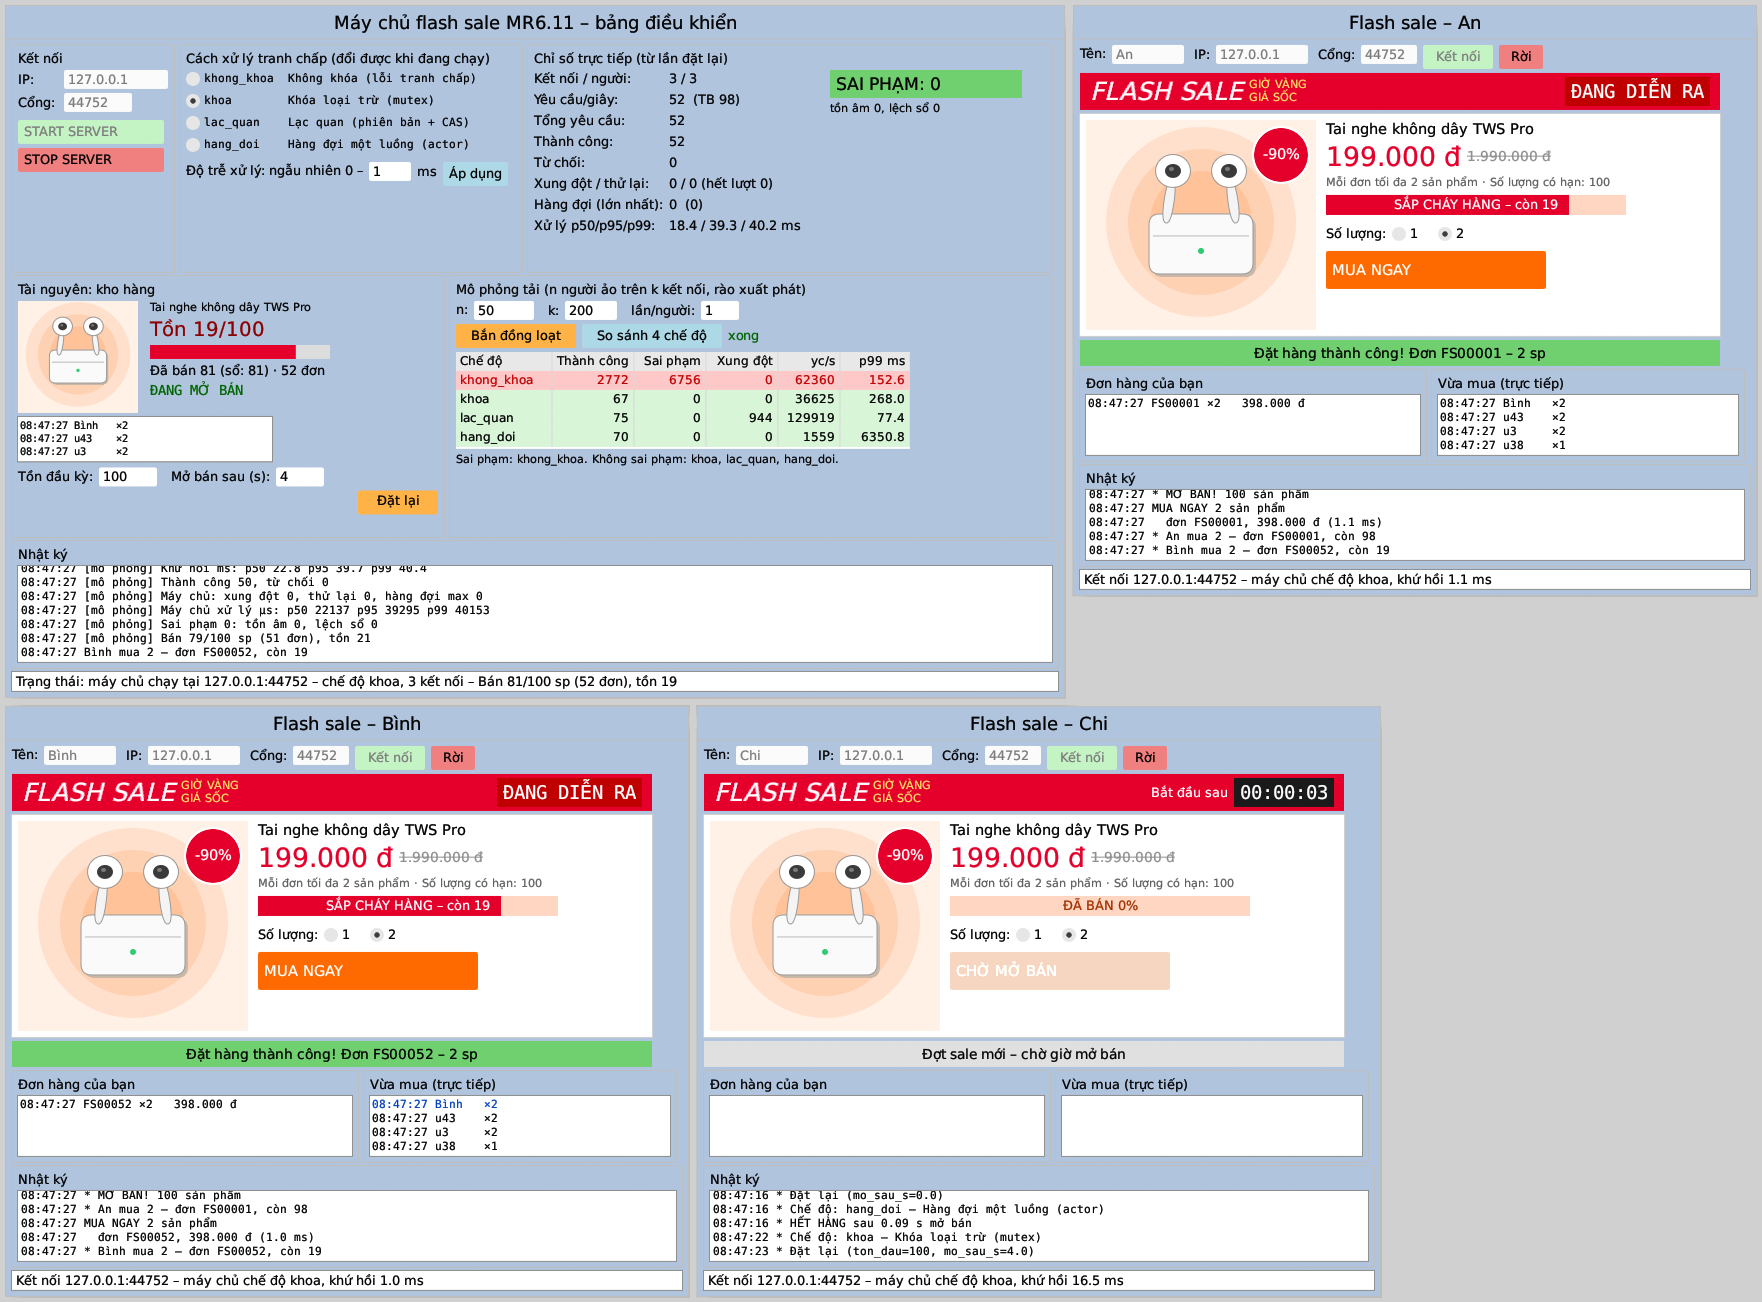 Máy chủ flash sale MR6.11 – bảng điều khiển
Kết nối
IP: 127.0.0.1
Cổng: 44752
START SERVER
STOP SERVER
Cách xử lý tranh chấp (đổi được khi đang chạy)
khong_khoa Không khóa (lỗi tranh chấp)
khoa Khóa loại trừ (mutex)
lac_quan Lạc quan (phiên bản + CAS)
hang_doi Hàng đợi một luồng (actor)
Độ trễ xử lý: ngẫu nhiên 0 – 1 ms Áp dụng
Chỉ số trực tiếp (từ lần đặt lại)
Kết nối / người: 3 / 3
Yêu cầu/giây: 52 (TB 98)
Tổng yêu cầu: 52
Thành công: 52
Từ chối: 0
Xung đột / thử lại: 0 / 0 (hết lượt 0)
Hàng đợi (lớn nhất): 0 (0)
Xử lý p50/p95/p99: 18.4 / 39.3 / 40.2 ms
SAI PHẠM: 0
tồn âm 0, lệch sổ 0
Tài nguyên: kho hàng
Tai nghe không dây TWS Pro
Tồn 19/100
Đã bán 81 (sổ: 81) · 52 đơn
ĐANG MỞ BÁN
08:47:27 Bình ×2
08:47:27 u43 ×2
08:47:27 u3 ×2
Tồn đầu kỳ: 100 Mở bán sau (s): 4
Đặt lại
Mô phỏng tải (n người ảo trên k kết nối, rào xuất phát)
n: 50 k: 200 lần/người: 1
Bắn đồng loạt So sánh 4 chế độ xong
Chế độ Thành công Sai phạm Xung đột yc/s p99 ms
khong_khoa 2772 6756 0 62360 152.6
khoa 67 0 0 36625 268.0
lac_quan 75 0 944 129919 77.4
hang_doi 70 0 0 1559 6350.8
Sai phạm: khong_khoa. Không sai phạm: khoa, lac_quan, hang_doi.
Nhật ký
08:47:27 [mô phỏng] Khứ hồi ms: p50 22.8 p95 39.7 p99 40.4
08:47:27 [mô phỏng] Thành công 50, từ chối 0
08:47:27 [mô phỏng] Máy chủ: xung đột 0, thử lại 0, hàng đợi max 0
08:47:27 [mô phỏng] Máy chủ xử lý µs: p50 22137 p95 39295 p99 40153
08:47:27 [mô phỏng] Sai phạm 0: tồn âm 0, lệch sổ 0
08:47:27 [mô phỏng] Bán 79/100 sp (51 đơn), tồn 21
08:47:27 Bình mua 2 — đơn FS00052, còn 19
Trạng thái: máy chủ chạy tại 127.0.0.1:44752 – chế độ khoa, 3 kết nối – Bán 81/100 sp (52 đơn), tồn 19
Flash sale – An
Tên: An IP: 127.0.0.1 Cổng: 44752 Kết nối Rời
FLASH SALE GIỜ VÀNG
GIÁ SỐC
ĐANG DIỄN RA
-90%
Tai nghe không dây TWS Pro
199.000 đ 1.990.000 đ
Mỗi đơn tối đa 2 sản phẩm · Số lượng có hạn: 100
SẮP CHÁY HÀNG – còn 19
Số lượng: 1 2
MUA NGAY
Đặt hàng thành công! Đơn FS00001 – 2 sp
Đơn hàng của bạn
08:47:27 FS00001 ×2 398.000 đ
Vừa mua (trực tiếp)
08:47:27 Bình ×2
08:47:27 u43 ×2
08:47:27 u3 ×2
08:47:27 u38 ×1
Nhật ký
08:47:27 * MỞ BÁN! 100 sản phẩm
08:47:27 MUA NGAY 2 sản phẩm
08:47:27 đơn FS00001, 398.000 đ (1.1 ms)
08:47:27 * An mua 2 — đơn FS00001, còn 98
08:47:27 * Bình mua 2 — đơn FS00052, còn 19
Kết nối 127.0.0.1:44752 – máy chủ chế độ khoa, khứ hồi 1.1 ms
Flash sale – Bình
Tên: Bình IP: 127.0.0.1 Cổng: 44752 Kết nối Rời
FLASH SALE GIỜ VÀNG
GIÁ SỐC
ĐANG DIỄN RA
-90%
Tai nghe không dây TWS Pro
199.000 đ 1.990.000 đ
Mỗi đơn tối đa 2 sản phẩm · Số lượng có hạn: 100
SẮP CHÁY HÀNG – còn 19
Số lượng: 1 2
MUA NGAY
Đặt hàng thành công! Đơn FS00052 – 2 sp
Đơn hàng của bạn
08:47:27 FS00052 ×2 398.000 đ
Vừa mua (trực tiếp)
08:47:27 Bình ×2
08:47:27 u43 ×2
08:47:27 u3 ×2
08:47:27 u38 ×1
Nhật ký
08:47:27 * MỞ BÁN! 100 sản phẩm
08:47:27 * An mua 2 — đơn FS00001, còn 98
08:47:27 MUA NGAY 2 sản phẩm
08:47:27 đơn FS00052, 398.000 đ (1.0 ms)
08:47:27 * Bình mua 2 — đơn FS00052, còn 19
Kết nối 127.0.0.1:44752 – máy chủ chế độ khoa, khứ hồi 1.0 ms
Flash sale – Chi
Tên: Chi IP: 127.0.0.1 Cổng: 44752 Kết nối Rời
FLASH SALE GIỜ VÀNG
GIÁ SỐC
Bắt đầu sau 00:00:03
-90%
Tai nghe không dây TWS Pro
199.000 đ 1.990.000 đ
Mỗi đơn tối đa 2 sản phẩm · Số lượng có hạn: 100
ĐÃ BÁN 0%
Số lượng: 1 2
CHỜ MỞ BÁN
Đợt sale mới – chờ giờ mở bán
Đơn hàng của bạn
Vừa mua (trực tiếp)
Nhật ký
08:47:16 * Đặt lại (mo_sau_s=0.0)
08:47:16 * Chế độ: hang_doi — Hàng đợi một luồng (actor)
08:47:16 * HẾT HÀNG sau 0.09 s mở bán
08:47:22 * Chế độ: khoa — Khóa loại trừ (mutex)
08:47:23 * Đặt lại (ton_dau=100, mo_sau_s=4.0)
Kết nối 127.0.0.1:44752 – máy chủ chế độ khoa, khứ hồi 16.5 ms